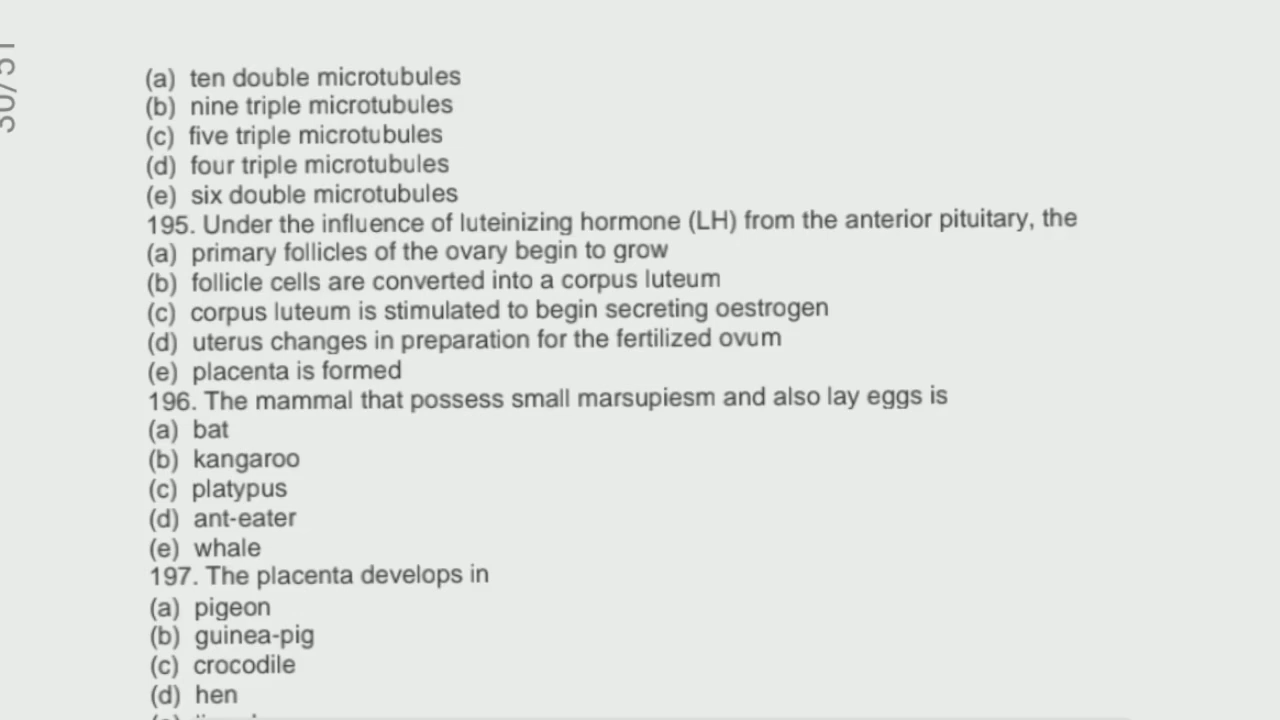 30/51
(a) ten double microtubules
(b) nine triple microtubules
(c) five triple microtubules
(d) four triple microtubules
(e) six double microtubules
195. Under the influence of luteinizing hormone (LH) from the anterior pituitary, the
(a) primary follicles of the ovary begin to grow
(b) follicle cells are converted into a corpus luteum
(c) corpus luteum is stimulated to begin secreting oestrogen
(d) uterus changes in preparation for the fertilized ovum
(e) placenta is formed
196. The mammal that possess small marsupiesm and also lay eggs is
(a) bat
(b) kangaroo
(c) platypus
(d) ant-eater
(e) whale
197. The placenta develops in
(a) pigeon
(b) guinea-pig
(c) crocodile
(d) hen